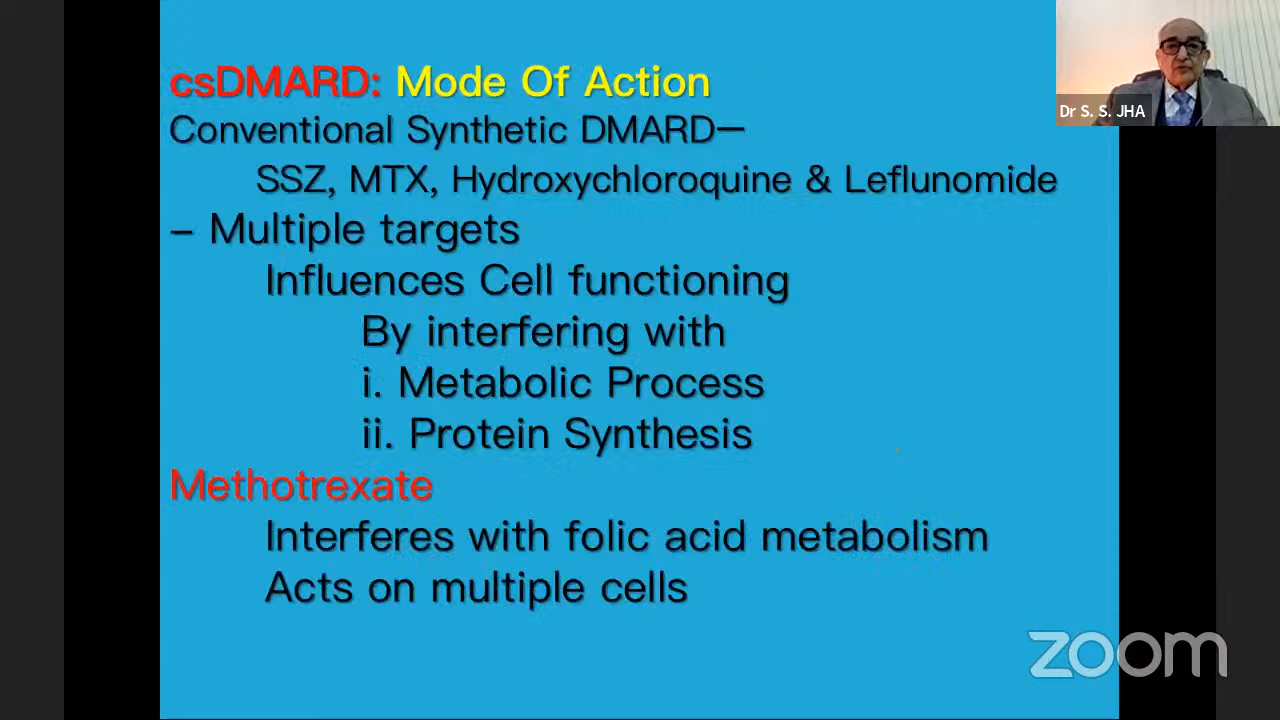 csDMARD: Mode Of Action
Conventional Synthetic DMARD—
SSZ, MTX, Hydroxychloroquine & Leflunomide
– Multiple targets
Influences Cell functioning
By interfering with
i. Metabolic Process
ii. Protein Synthesis
Methotrexate
Interferes with folic acid metabolism
Acts on multiple cells
Dr S. S. JHA
zoom